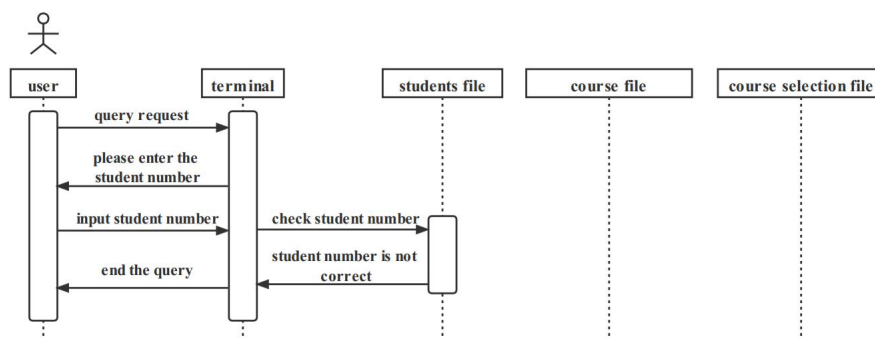 user
terminal
students file
course file
course selection file
query request
please enter the
student number
input student number
check student number
student number is not
correct
end the query